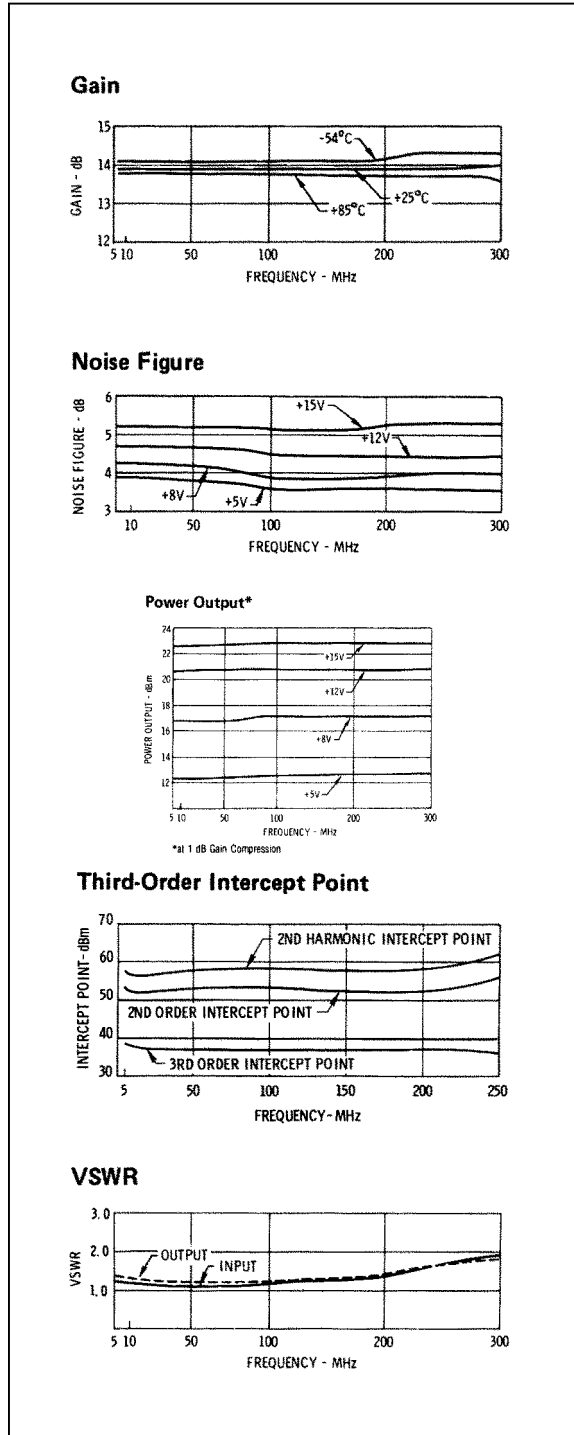 Gain
15
14
13
12
GAIN - dB
-54°C
+25°C
+85°C
5 10 100 200 300
FREQUENCY - MHz
Noise Figure
6
5
4
3
NOISE FIGURE - dB
+15V
+12V
+8V
+5V
10 50 100 200 300
FREQUENCY - MHz
Power Output*
24
22
20
18
16
14
12
POWER OUTPUT - dBm
+15V
+12V
+8V
+5V
5 10 50 100 200 300
FREQUENCY - MHz
*at 1 dB Gain Compression
Third-Order Intercept Point
70
60
50
40
30
INTERCEPT POINT-dBm
2ND HARMONIC INTERCEPT POINT
2ND ORDER INTERCEPT POINT
3RD ORDER INTERCEPT POINT
5 50 100 150 200 250
FREQUENCY- MHz
VSWR
3.0
2.0
1.0
VSWR
OUTPUT
INPUT
5 10 50 100 200 300
FREQUENCY - MHz